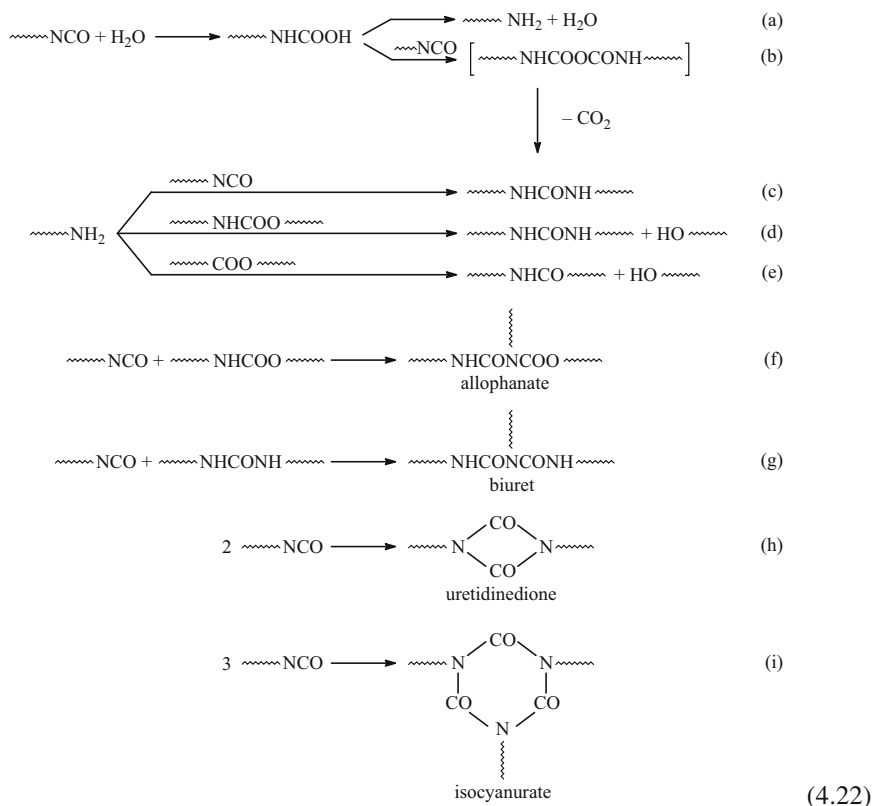 NCO + H₂O NHCOOH NH₂ + H₂O (a)
NCO [ NHCOOCONH ] (b)
– CO₂
NCO NHCONH (c)
NH₂ NHCOO NHCONH + HO (d)
COO NHCO + HO (e)
NCO + NHCOO NHCONCOO (f)
allophanate
NCO + NHCONH NHCONCONH (g)
biuret
CO
2 NCO N N (h)
CO
uretidinedione
CO
3 NCO N N (i)
CO CO
N
isocyanurate
(4.22)